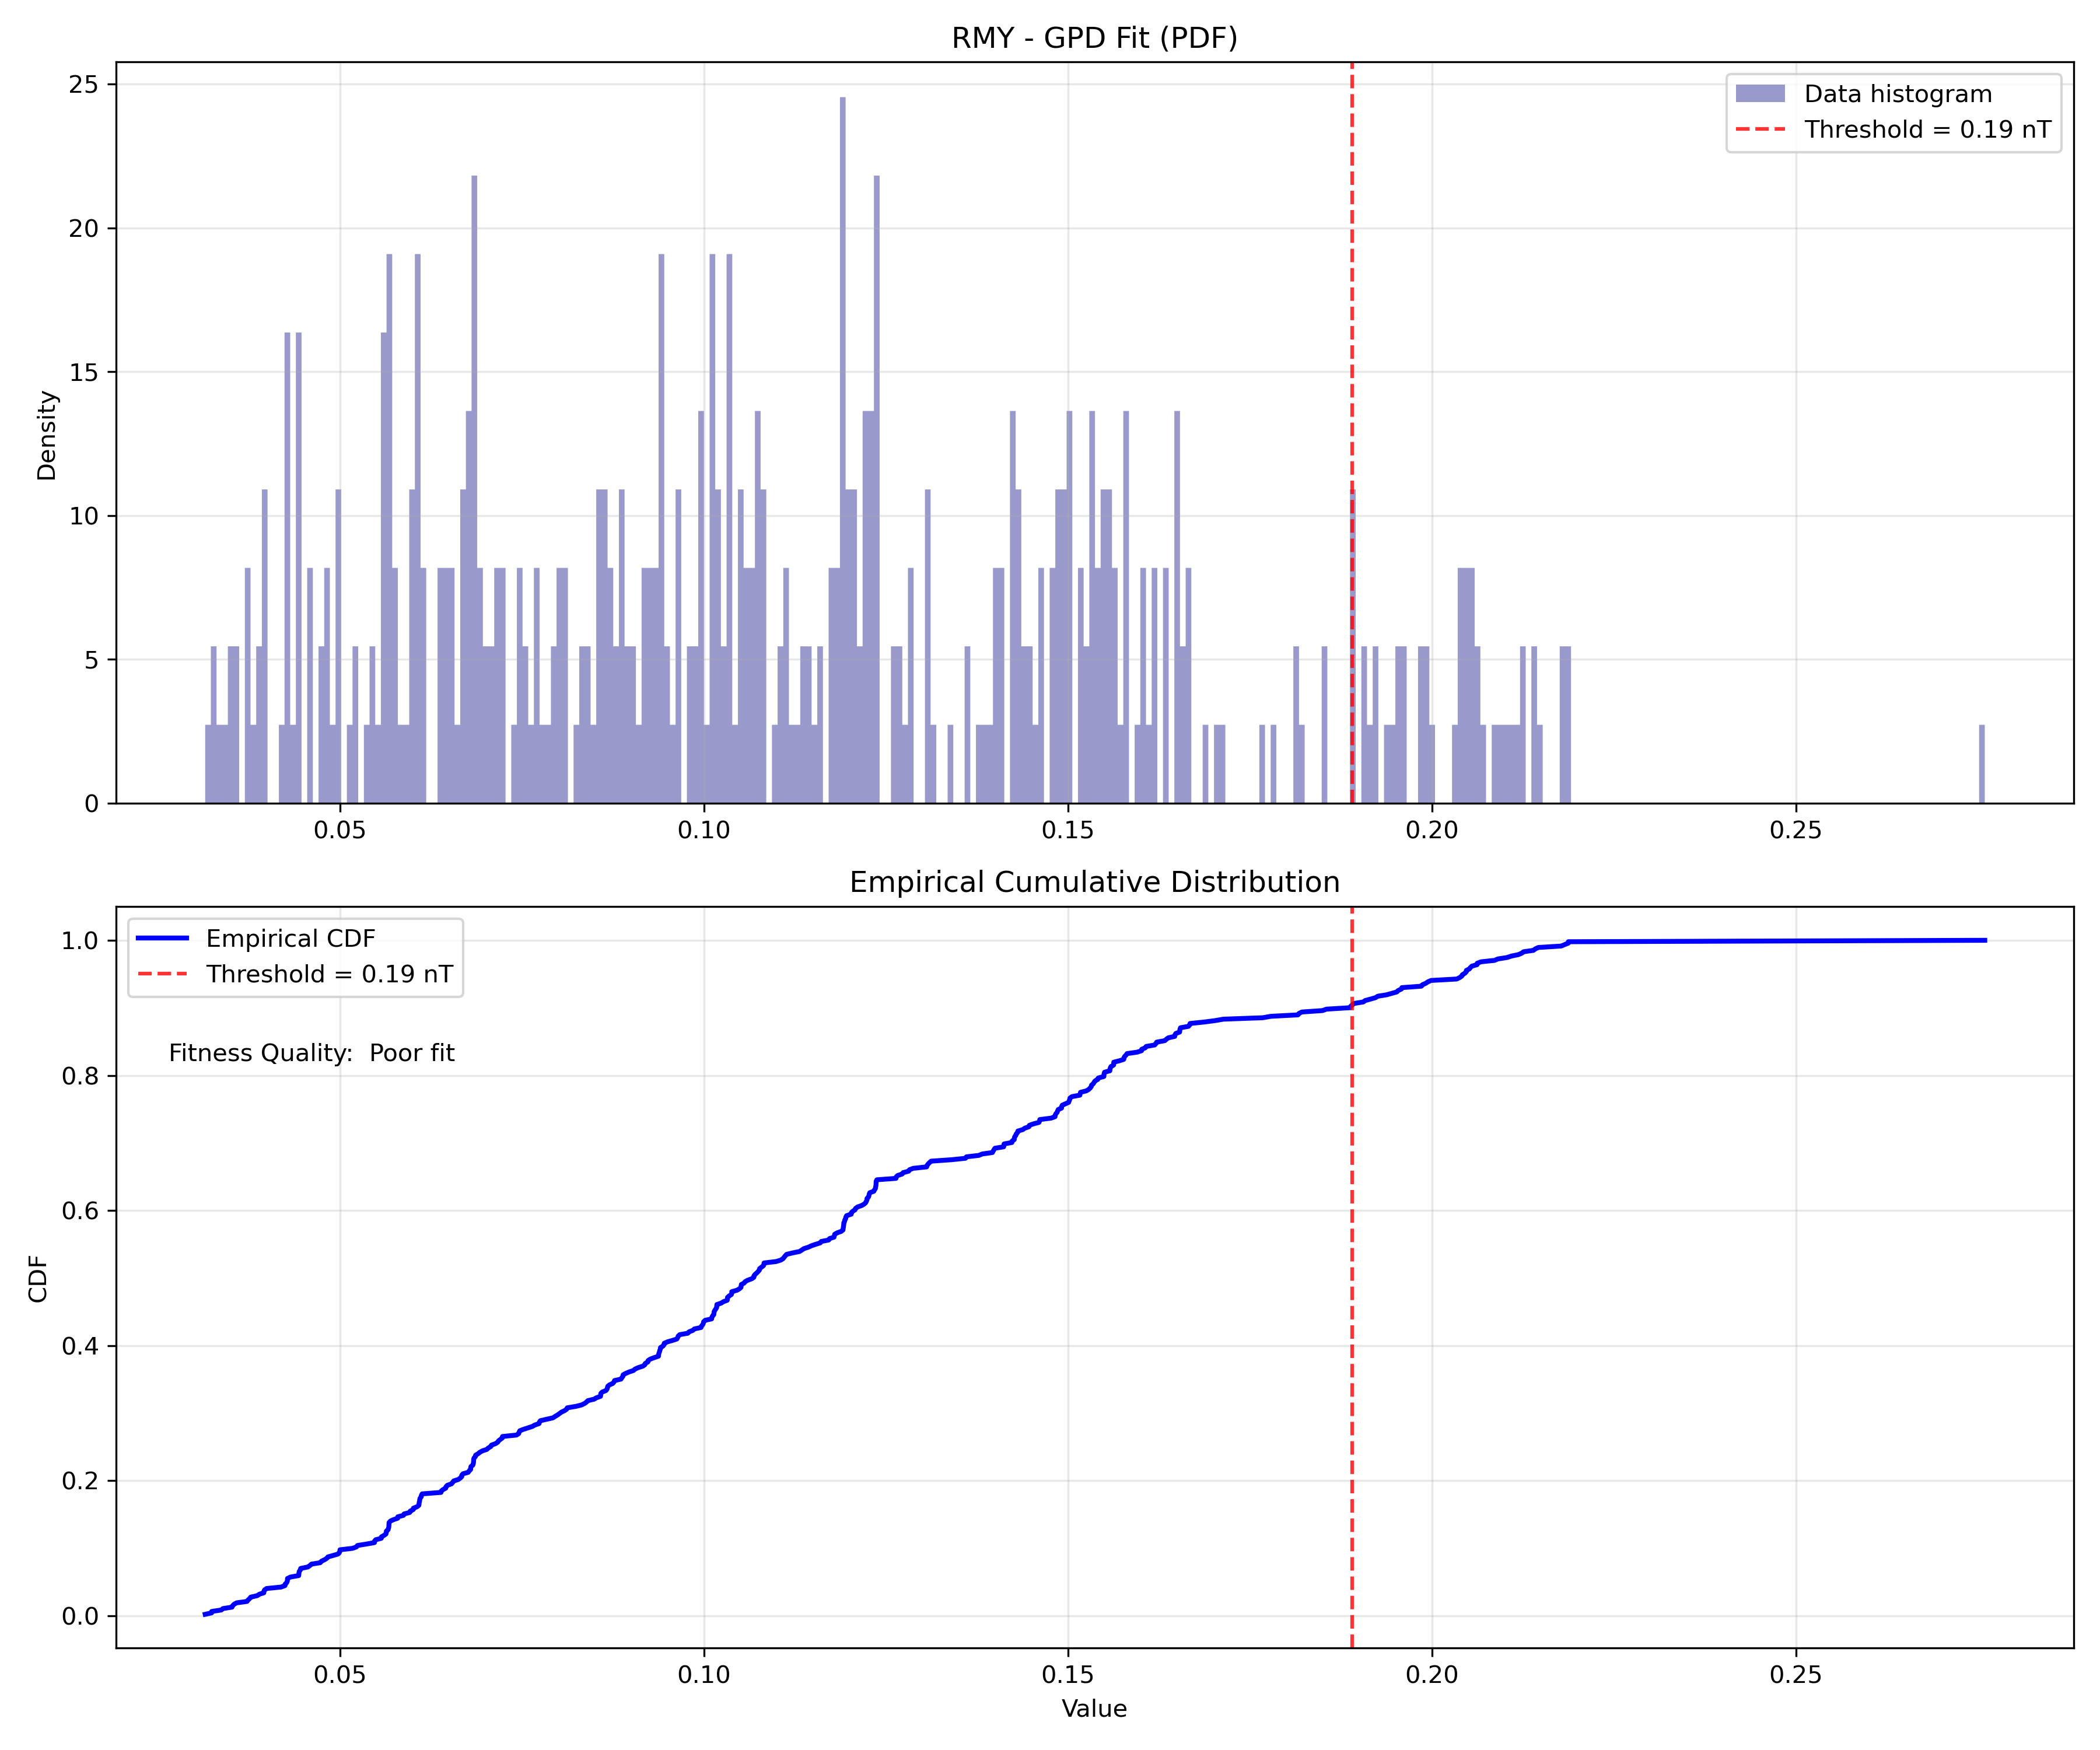 RMY - GPD Fit (PDF)
25
20
15
10
5
0
Density
Data histogram
Threshold = 0.19 nT
0.05 0.10 0.15 0.20 0.25
Empirical Cumulative Distribution
1.0
0.8
0.6
0.4
0.2
0.0
CDF
Empirical CDF
Threshold = 0.19 nT
Fitness Quality:  Poor fit
0.05 0.10 0.15 0.20 0.25
Value